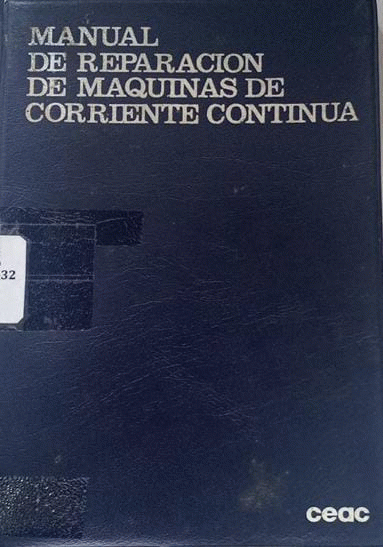 MANUAL
DE REPARACION
DE MAQUINAS DE
CORRIENTE CONTINUA
32
ceac